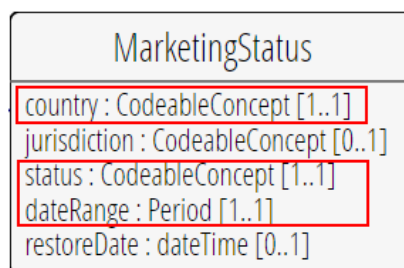 MarketingStatus
country : CodeableConcept [1..1]
jurisdiction : CodeableConcept [0..1]
status : CodeableConcept [1..1]
dateRange : Period [1..1]
restoreDate : dateTime [0..1]